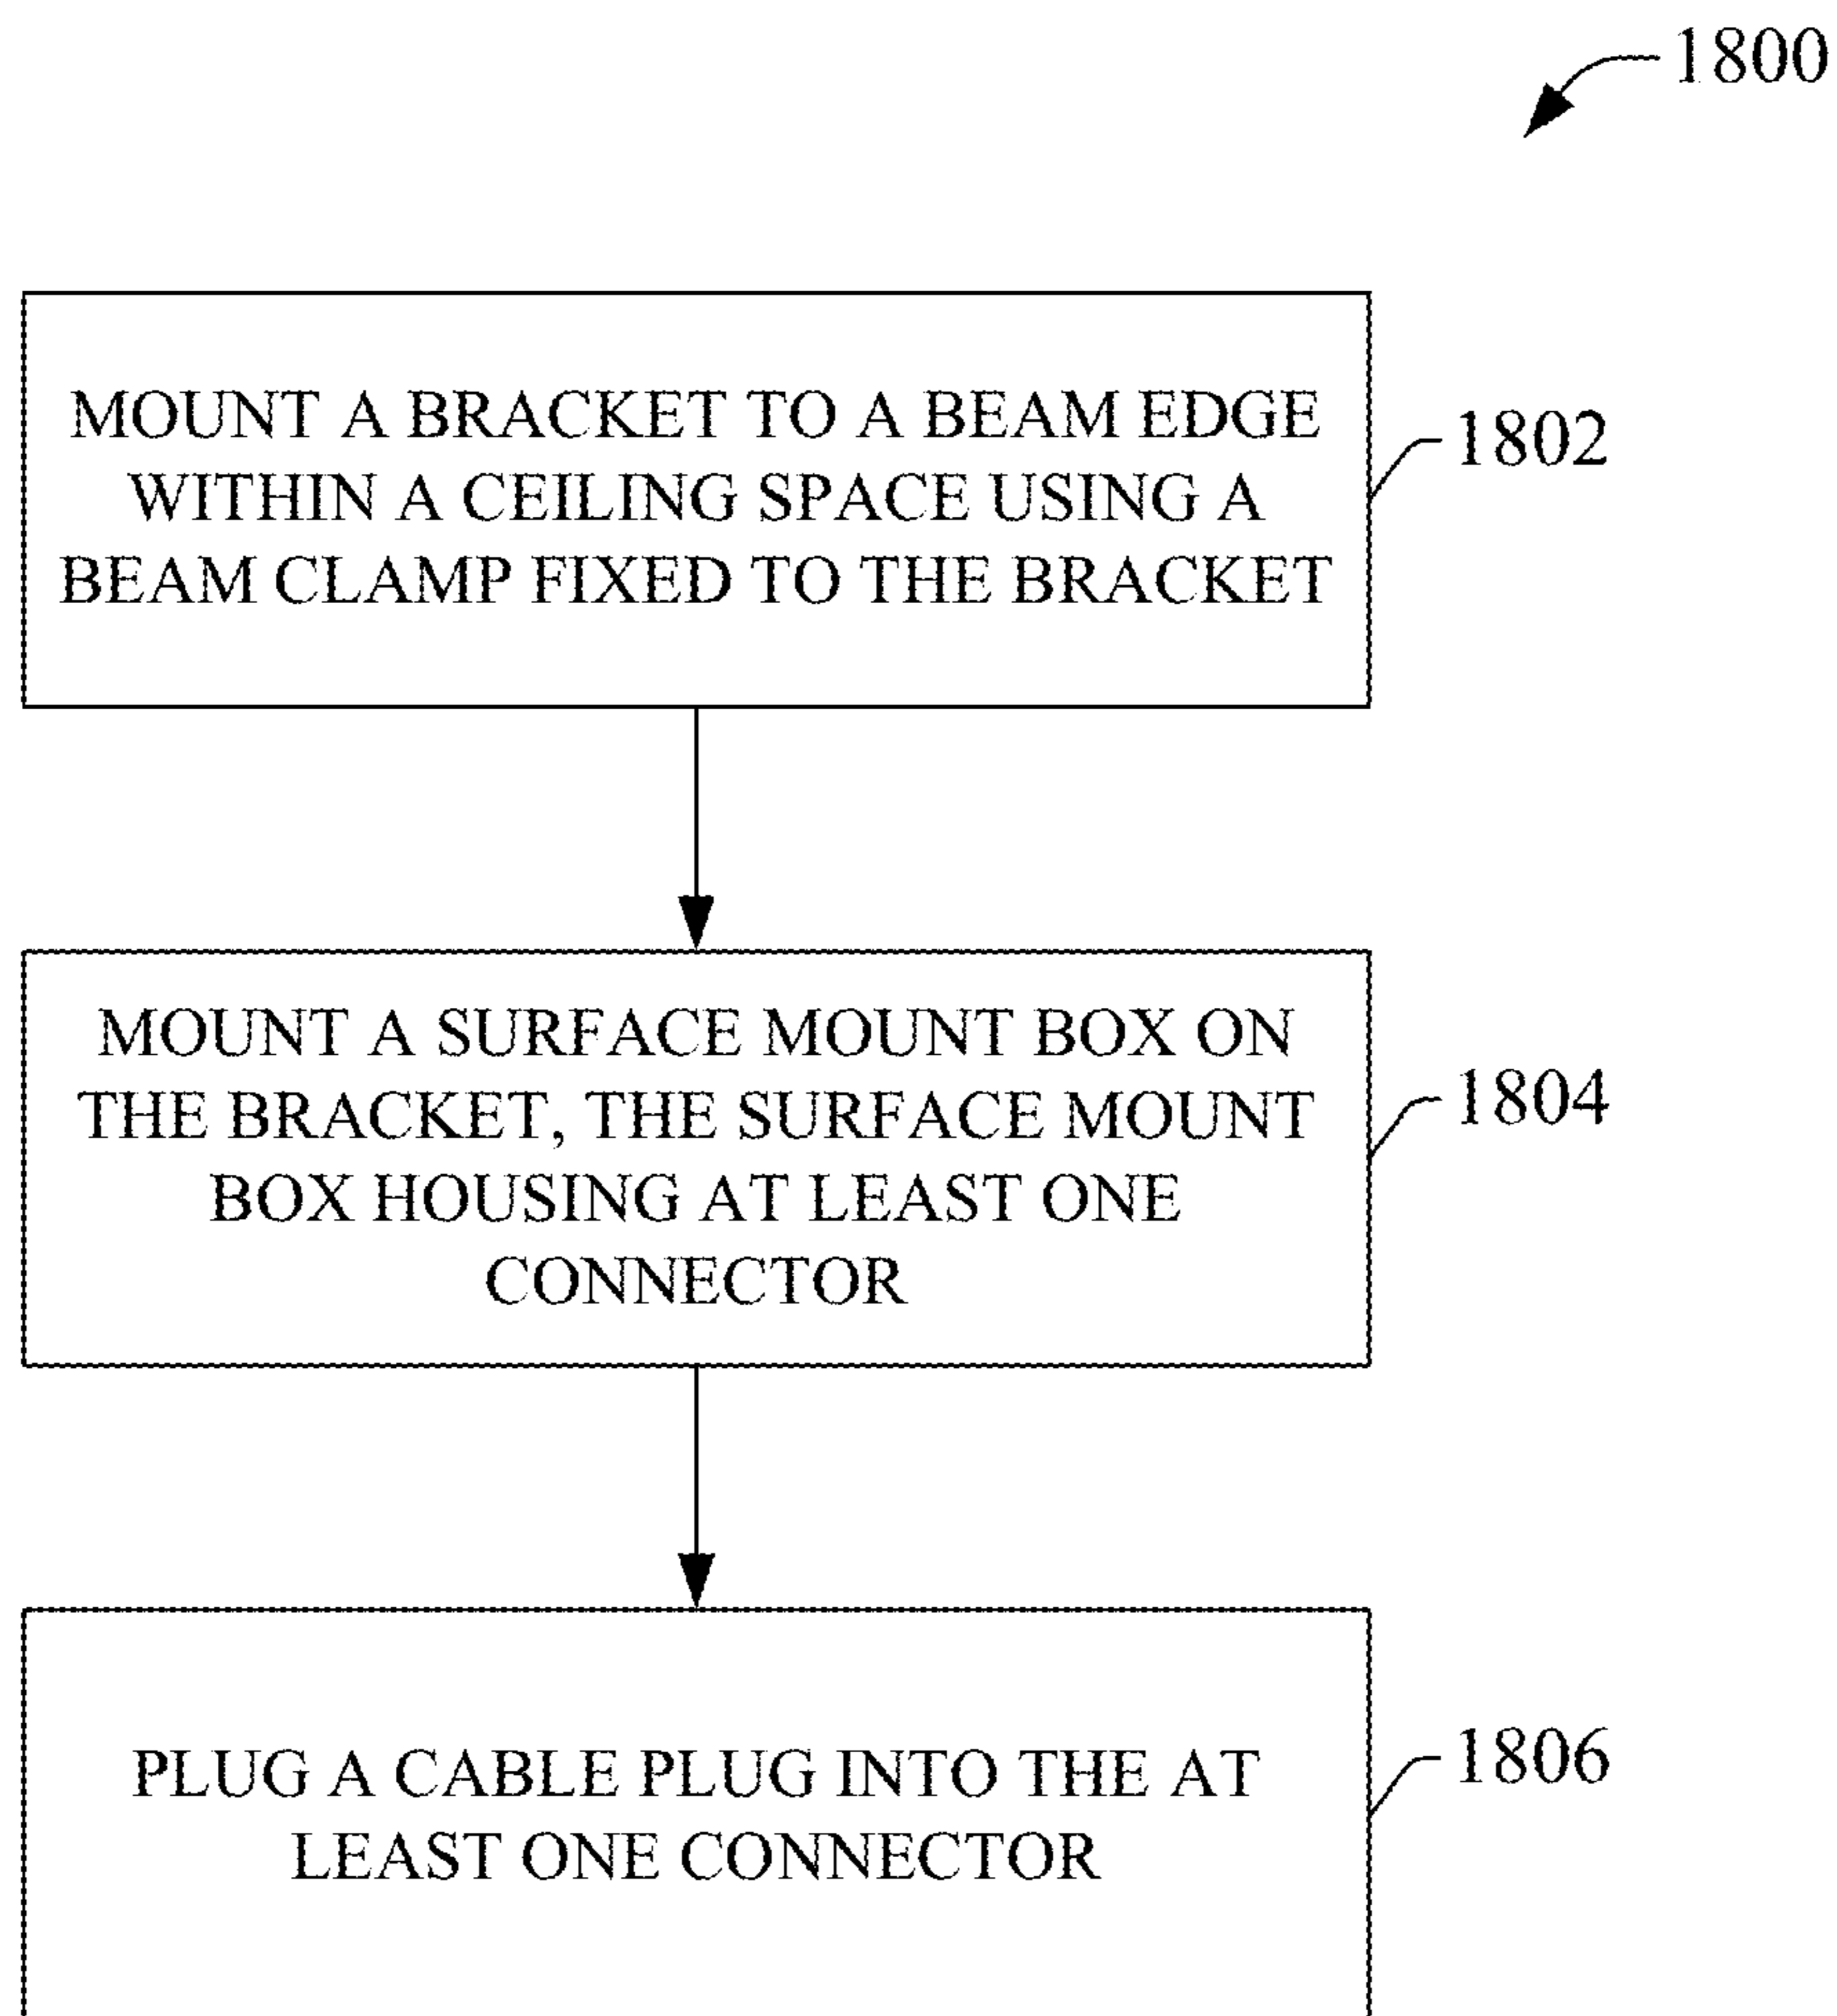 1800
MOUNT A BRACKET TO A BEAM EDGE
WITHIN A CEILING SPACE USING A
BEAM CLAMP FIXED TO THE BRACKET
1802
MOUNT A SURFACE MOUNT BOX ON
THE BRACKET, THE SURFACE MOUNT
BOX HOUSING AT LEAST ONE
CONNECTOR
1804
PLUG A CABLE PLUG INTO THE AT
LEAST ONE CONNECTOR
1806